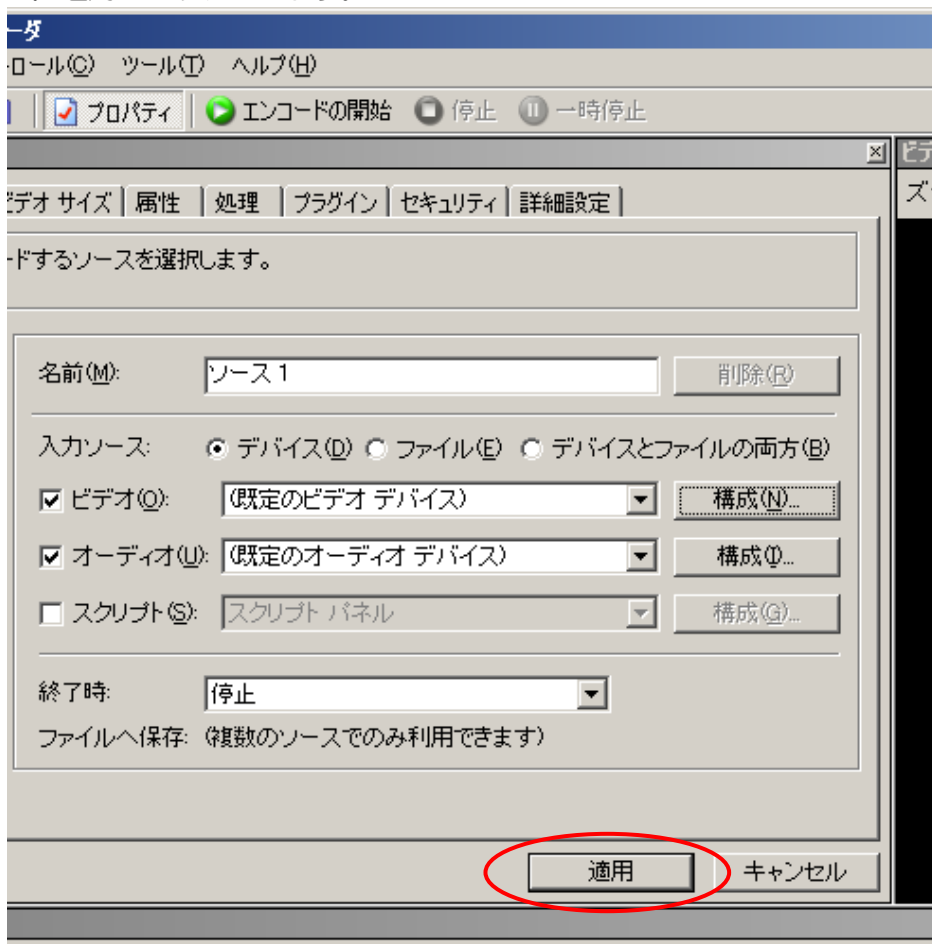 ーダ
ロール(C) ツール(T) ヘルプ(H)
プロパティ エンコードの開始 停止 一時停止
ビデ
ビデオ サイズ 属性 処理 プラグイン セキュリティ 詳細設定
ズ
ードするソースを選択します。
名前(M): ソース 1 削除(R)
入力ソース: デバイス(D) ファイル(E) デバイスとファイルの両方(B)
ビデオ(O): (既定のビデオ デバイス) 構成(N)...
オーディオ(U): (既定のオーディオ デバイス) 構成(I)...
スクリプト(S): スクリプト パネル 構成(G)...
終了時: 停止
ファイルへ保存: (複数のソースでのみ利用できます)
適用 キャンセル